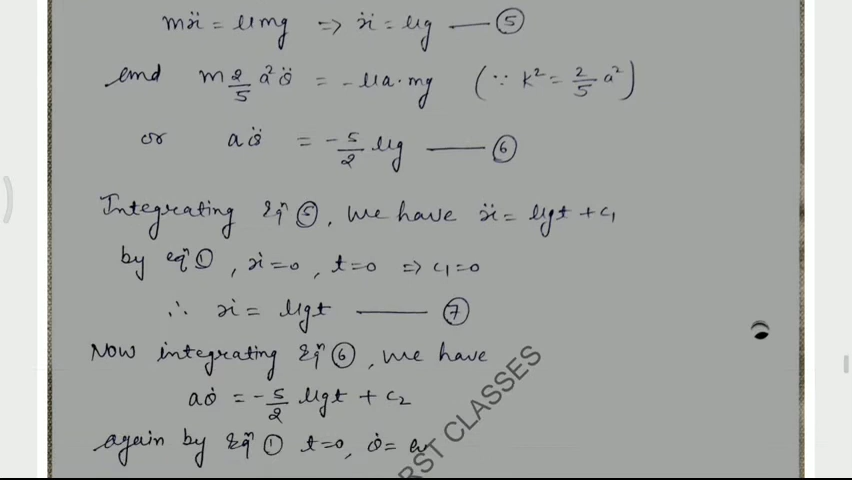 mẍ = μmg ⇒ ẍ = μg —— ⑤
and m 2/5 a² θ̈ = - μa·mg (∵ K² = 2/5 a²)
or aθ̈ = -5/2 μg —— ⑥
Integrating Eqⁿ ⑤, we have ẍ = μgt + c₁
by eqⁿ ①, ẋ=0, t=0 ⇒ c₁=0
∴ ẋ = μgt —— ⑦
Now integrating Eqⁿ ⑥, we have
aθ̇ = -5/2 μgt + c₂
again by Eqⁿ ① t=0, θ̇ = ω
RST CLASSES